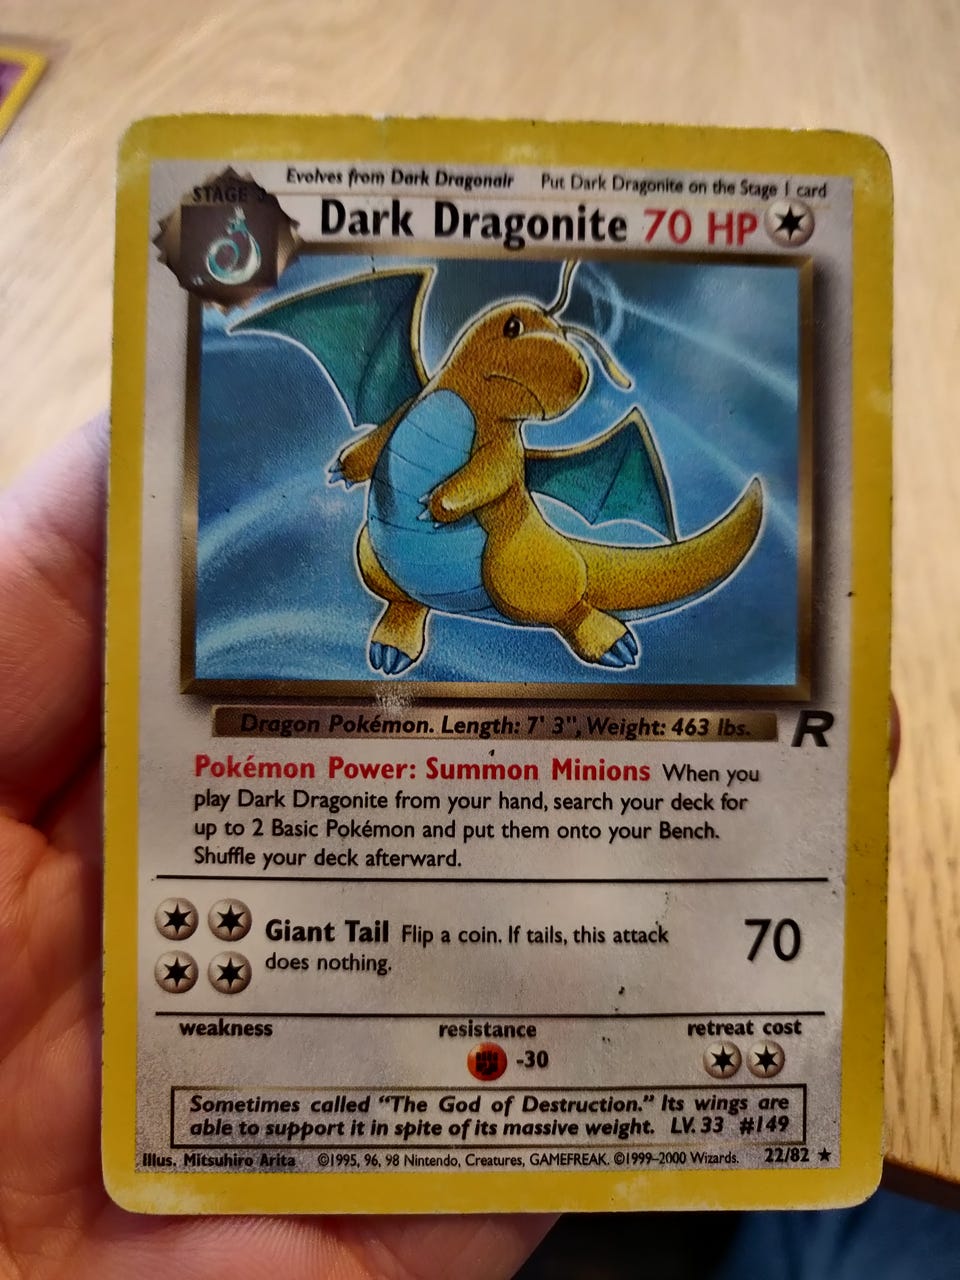 Evolves from Dark Dragonair Put Dark Dragonite on the Stage 1 card
STAGE
Dark Dragonite 70 HP
Dragon Pokémon. Length: 7' 3", Weight: 463 lbs.
R
Pokémon Power: Summon Minions When you
play Dark Dragonite from your hand, search your deck for
up to 2 Basic Pokémon and put them onto your Bench.
Shuffle your deck afterward.
Giant Tail Flip a coin. If tails, this attack
does nothing.
70
weakness resistance retreat cost
-30
Sometimes called “The God of Destruction.” Its wings are
able to support it in spite of its massive weight. LV. 33 #149
Illus. Mitsuhiro Arita ©1995, 96, 98 Nintendo, Creatures, GAMEFREAK. ©1999–2000 Wizards. 22/82 ★